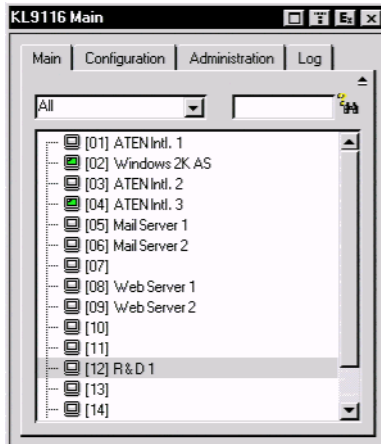 KL9116 Main
Main Configuration Administration Log
All
[01] ATEN Intl. 1
[02] Windows 2K AS
[03] ATEN Intl. 2
[04] ATEN Intl. 3
[05] Mail Server 1
[06] Mail Server 2
[07]
[08] Web Server 1
[09] Web Server 2
[10]
[11]
[12] R&D 1
[13]
[14]